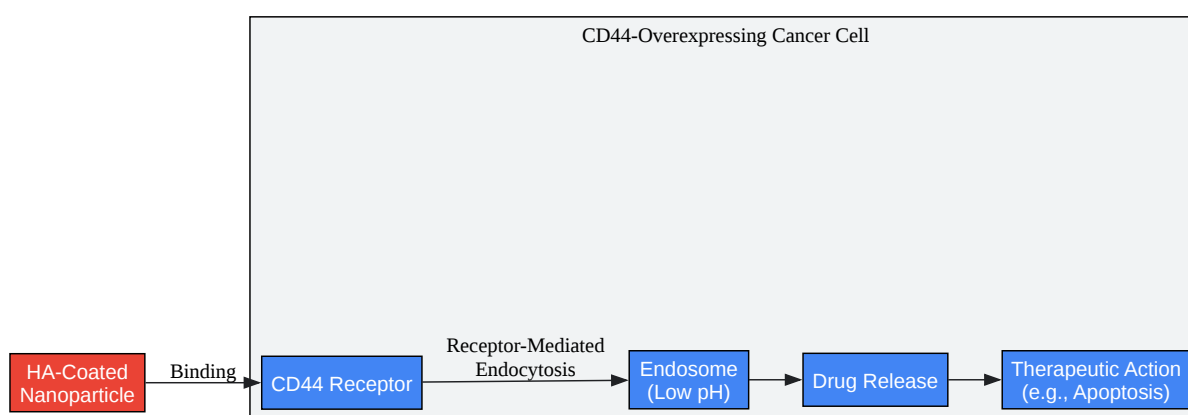 CD44-Overexpressing Cancer Cell
HA-Coated
Nanoparticle
Binding
CD44 Receptor
Receptor-Mediated
Endocytosis
Endosome
(Low pH)
Drug Release
Therapeutic Action
(e.g., Apoptosis)